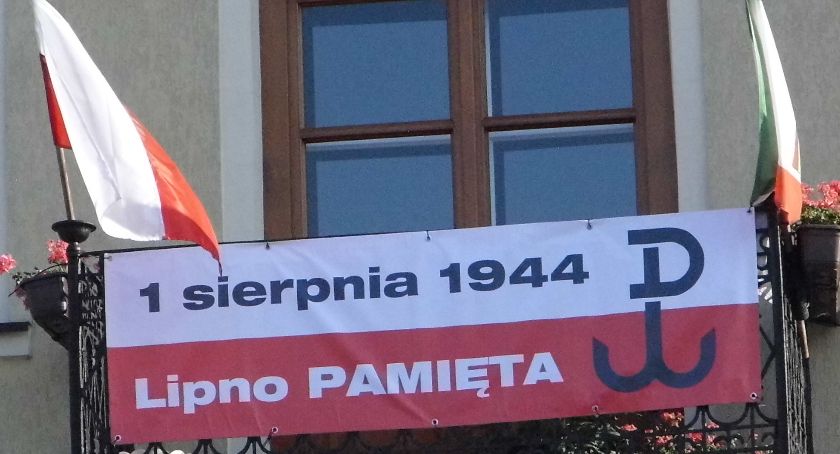 1 sierpnia 1944
Lipno PAMIĘTA